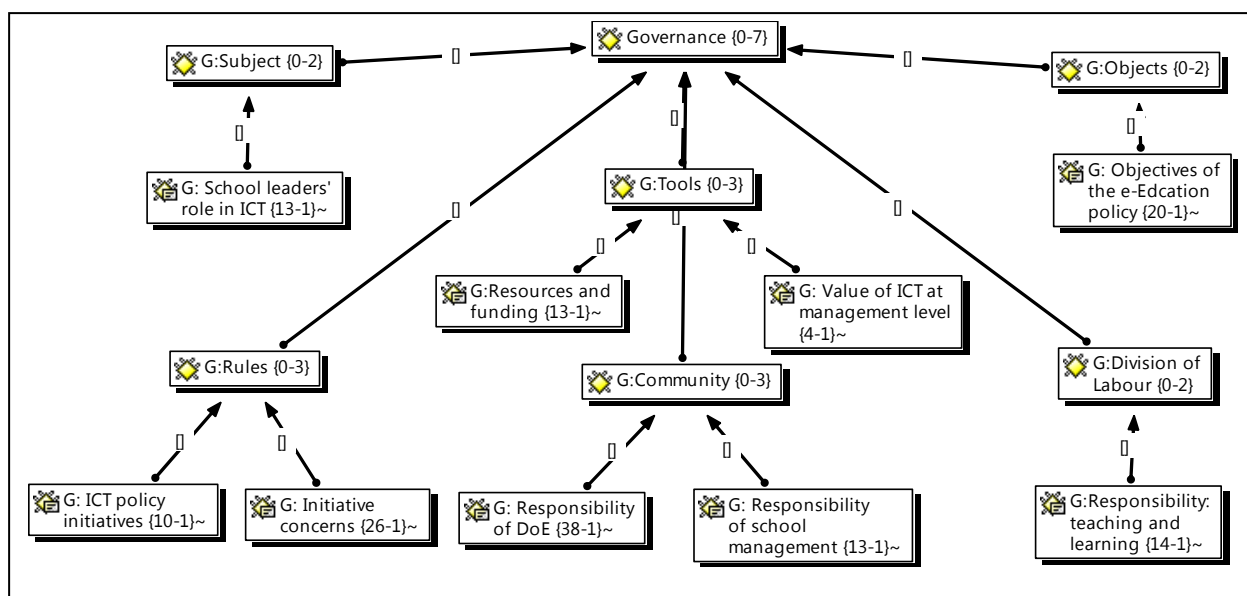 Governance {0-7}
G:Subject {0-2}
G:Objects {0-2}
G: School leaders'
role in ICT {13-1}~
G:Tools {0-3}
G: Objectives of
the e-Edcation
policy {20-1}~
G:Resources and
funding {13-1}~
G: Value of ICT at
management level
{4-1}~
G:Rules {0-3}
G:Community {0-3}
G:Division of
Labour {0-2}
G: ICT policy
initiatives {10-1}~
G: Initiative
concerns {26-1}~
G: Responsibility
of DoE {38-1}~
G: Responsibility
of school
management {13-1}~
G:Responsibility:
teaching and
learning {14-1}~